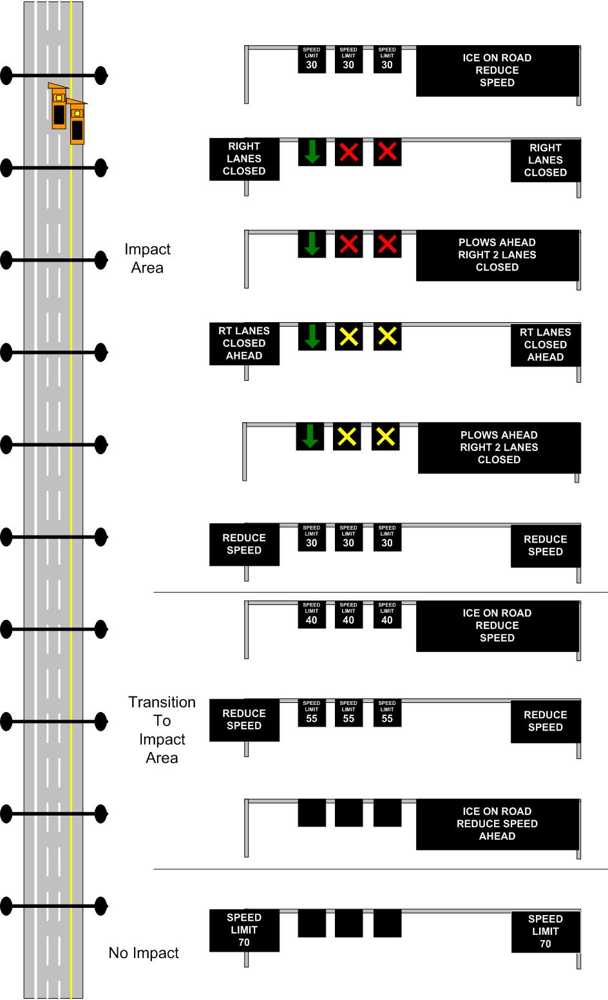 SPEED LIMIT 30
SPEED LIMIT 30
SPEED LIMIT 30
ICE ON ROAD
REDUCE
SPEED
RIGHT
LANES
CLOSED
RIGHT
LANES
CLOSED
Impact
Area
PLOWS AHEAD
RIGHT 2 LANES
CLOSED
RT LANES
CLOSED
AHEAD
RT LANES
CLOSED
AHEAD
PLOWS AHEAD
RIGHT 2 LANES
CLOSED
REDUCE
SPEED
SPEED
LIMIT
30
SPEED
LIMIT
30
SPEED
LIMIT
30
REDUCE
SPEED
SPEED
LIMIT
40
SPEED
LIMIT
40
SPEED
LIMIT
40
ICE ON ROAD
REDUCE
SPEED
Transition
To
Impact
Area
REDUCE
SPEED
SPEED
LIMIT
55
SPEED
LIMIT
55
SPEED
LIMIT
55
REDUCE
SPEED
ICE ON ROAD
REDUCE SPEED
AHEAD
No Impact
SPEED
LIMIT
70
SPEED
LIMIT
70